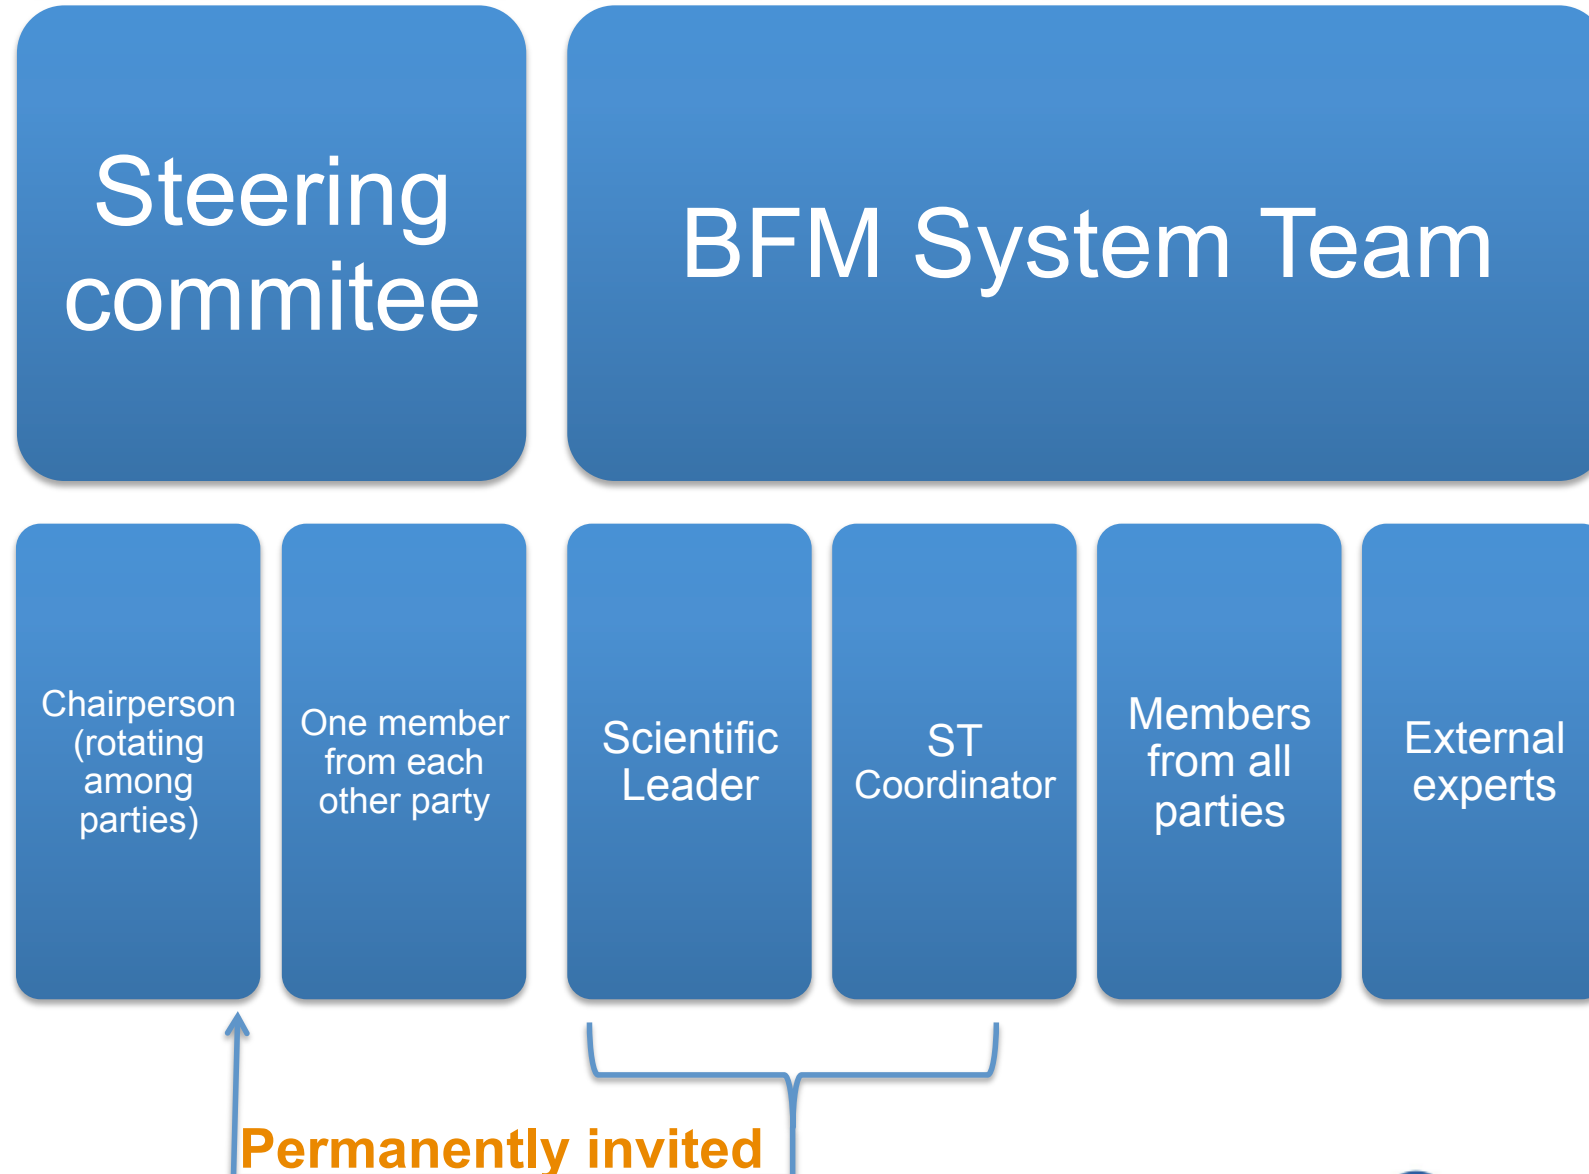 Steering
commitee
BFM System Team
Chairperson
(rotating
among
parties)
One member
from each
other party
Scientific
Leader
ST
Coordinator
Members
from all
parties
External
experts
Permanently invited